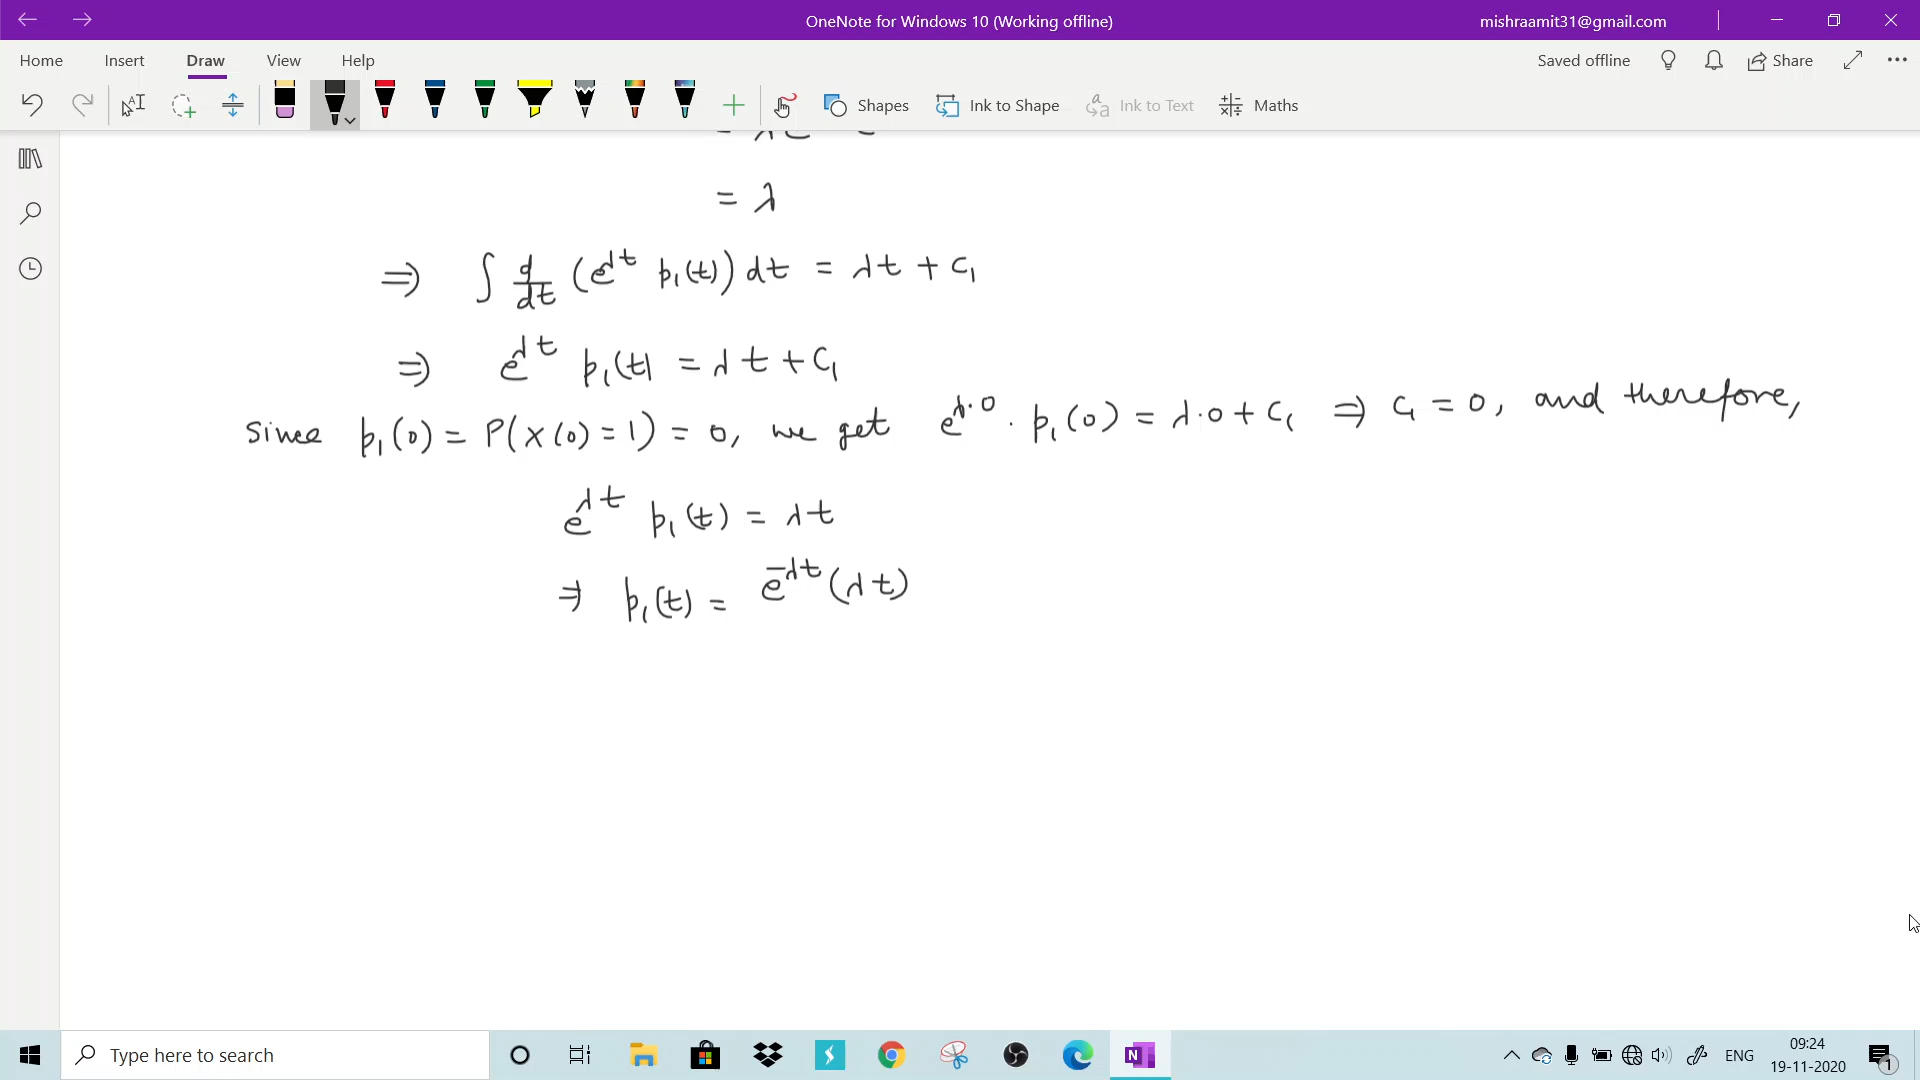 OneNote for Windows 10 (Working offline) mishraamit31@gmail.com
Home Insert Draw View Help Saved offline Share
Shapes Ink to Shape Ink to Text Maths
= λ
⇒ ∫ d/dt (e^{λt} p₁(t)) dt = λt + C₁
⇒ e^{λt} p₁(t) = λt + C₁
Since p₁(0) = P(X(0) = 1) = 0, we get e^{λ·0} · p₁(0) = λ·0 + C₁ ⇒ C₁ = 0, and therefore,
e^{λt} p₁(t) = λt
⇒ p₁(t) = e^{-λt} (λt)
Type here to search ENG 09:24
19-11-2020 1